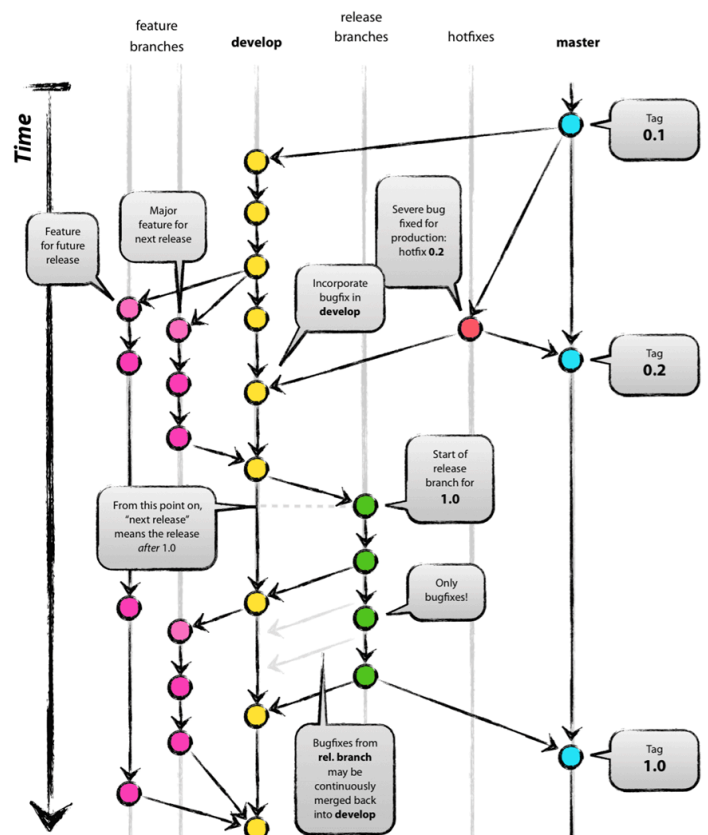 feature
branches
develop
release
branches
hotfixes
master
Time
Tag
0.1
Major
feature for
next release
Severe bug
fixed for
production:
hotfix 0.2
Feature
for future
release
Incorporate
bugfix in
develop
Tag
0.2
Start of
release
branch for
1.0
From this point on,
“next release”
means the release
after 1.0
Only
bugfixes!
Bugfixes from
rel. branch
may be
continuously
merged back
into develop
Tag
1.0